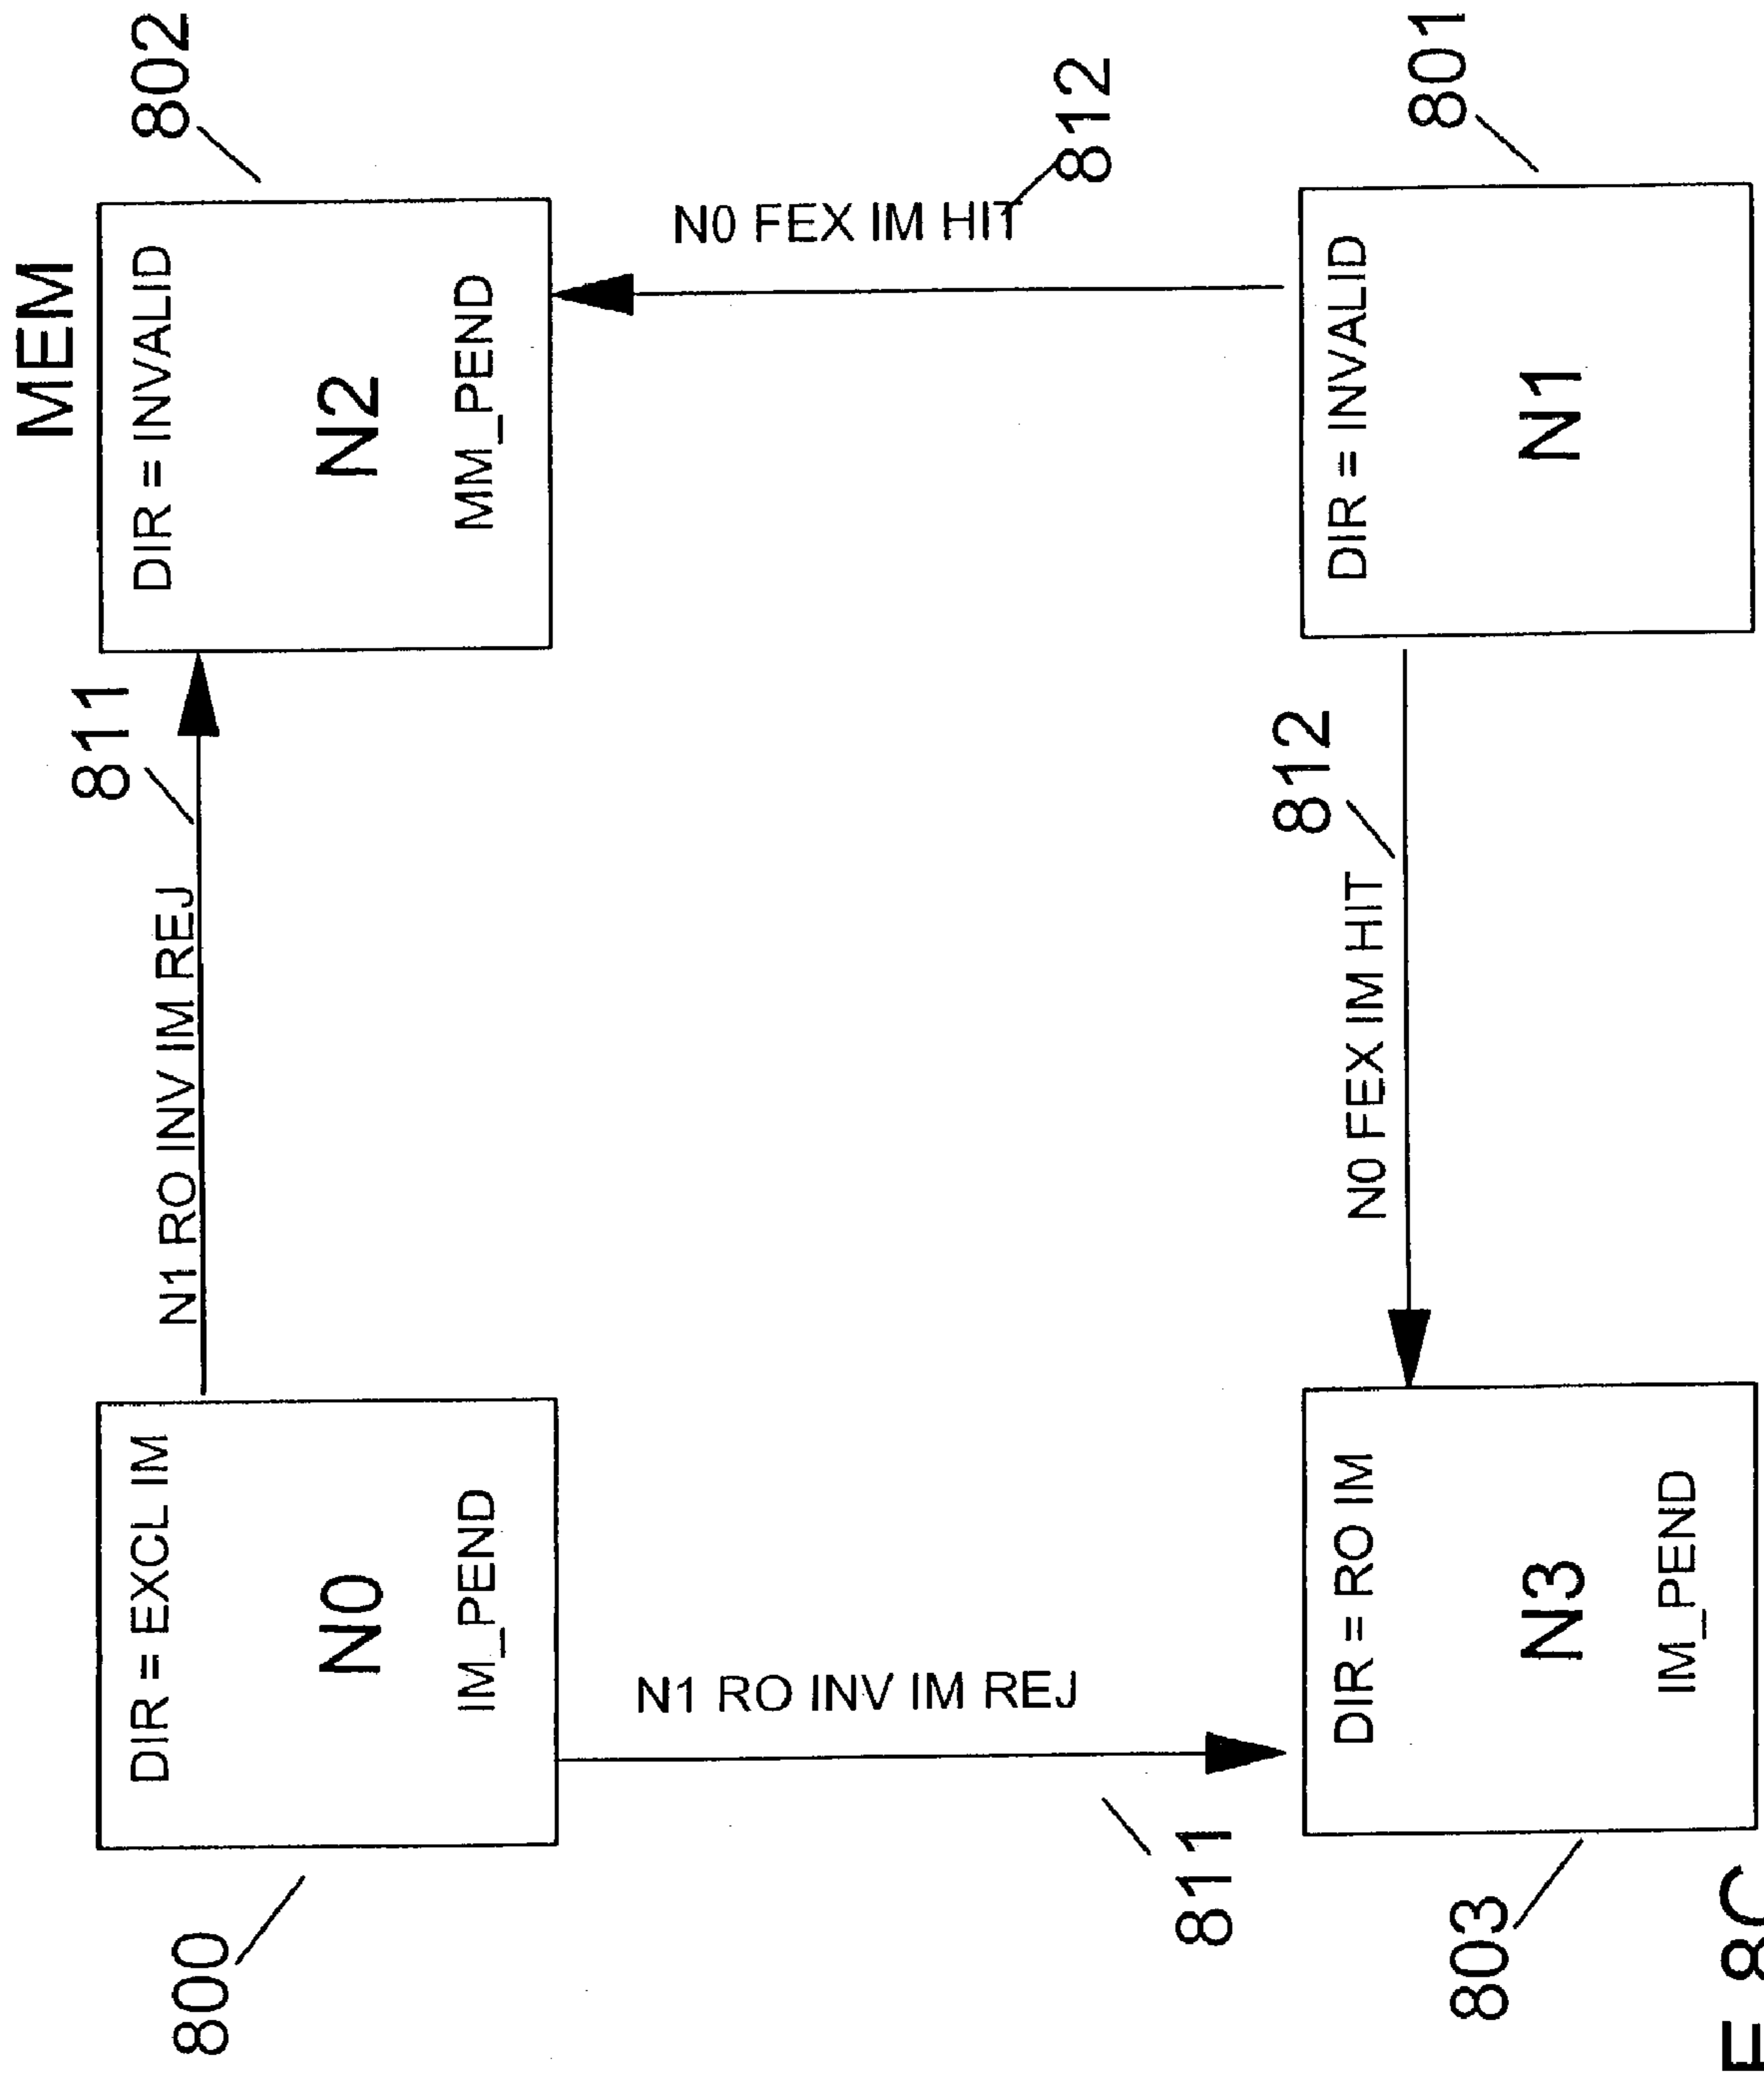 MEM
800
802
DIR = EXCL IM
N0
IM_PEND
811
N1 RO INV IM REJ
DIR = INVALID
N2
MM_PEND
N1 RO INV IM REJ
811
N0 FEX IM HIT
812
803
801
DIR = RO IM
N3
IM_PEND
812
N0 FEX IM HIT
DIR = INVALID
N1
E 8C